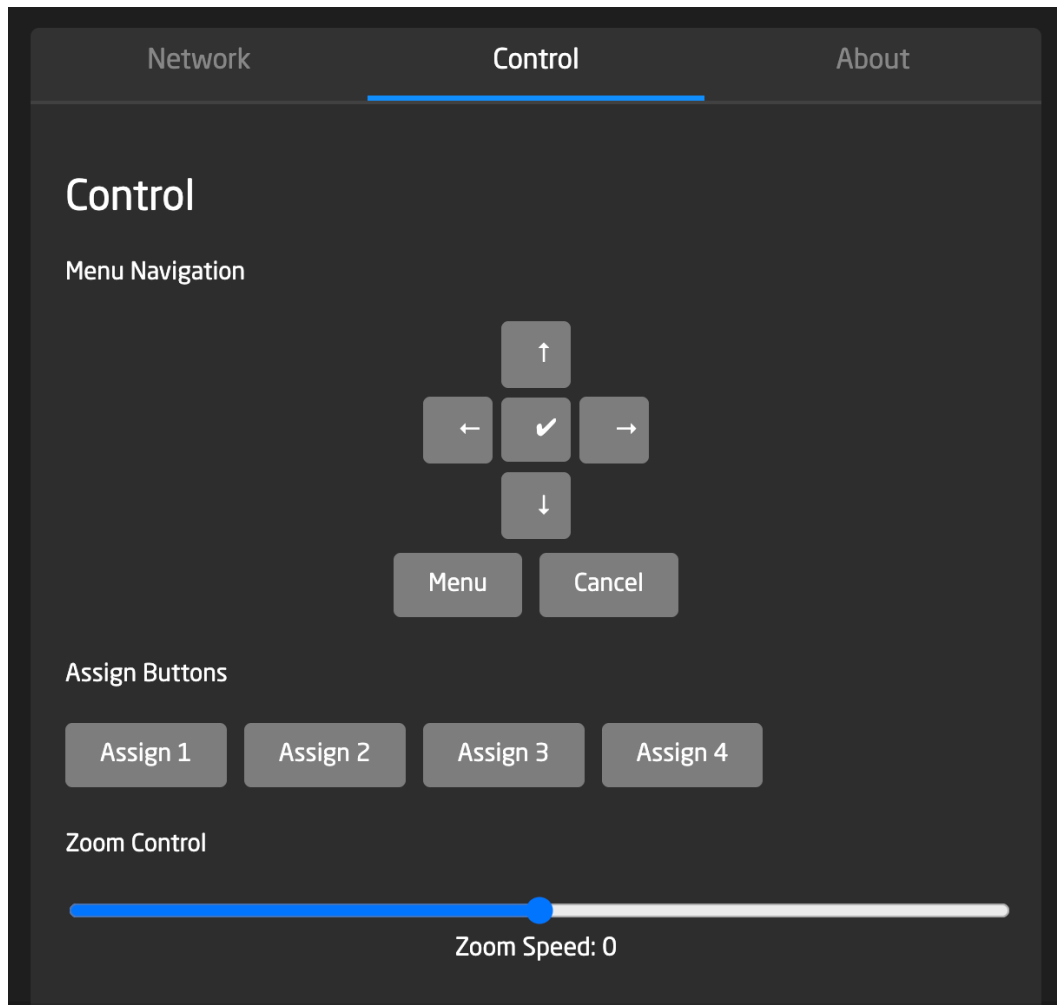 Network Control About
Control
Menu Navigation
↑
← ✔ →
↓
Menu Cancel
Assign Buttons
Assign 1 Assign 2 Assign 3 Assign 4
Zoom Control
Zoom Speed: 0